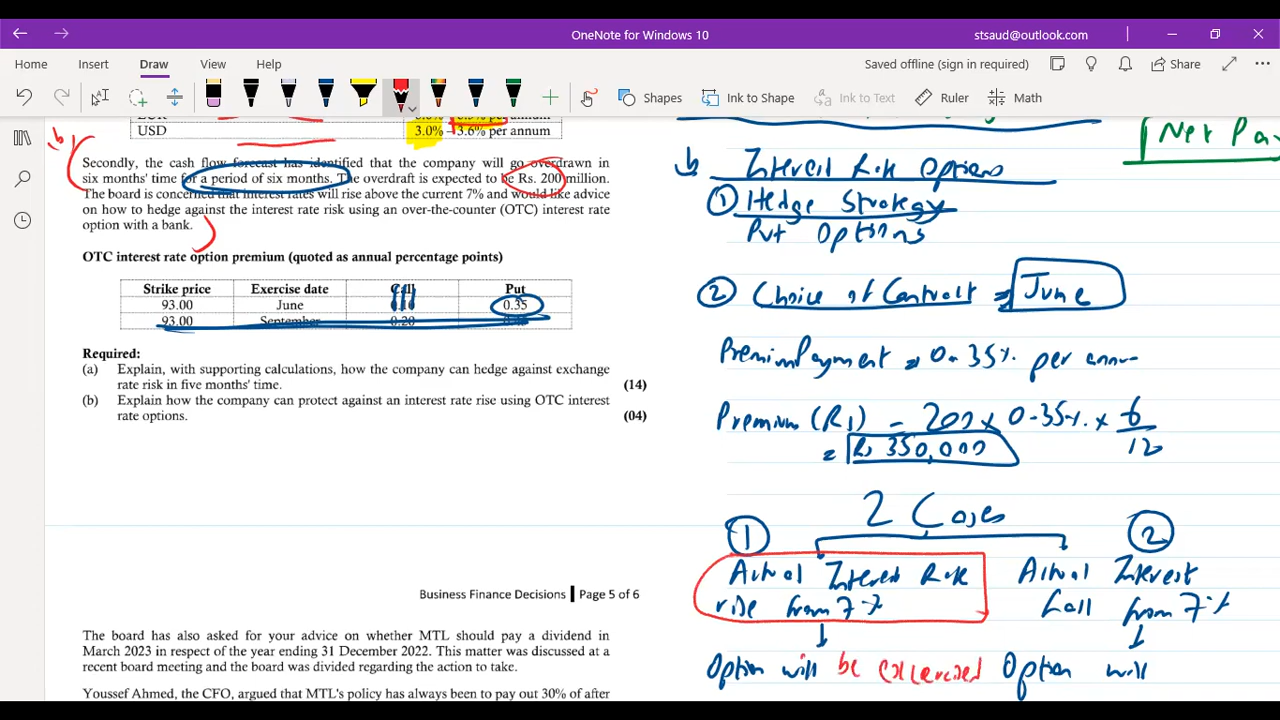 OneNote for Windows 10
stsaud@outlook.com
Home Insert Draw View Help
Saved offline (sign in required)
Share
Shapes Ink to Shape Ink to Text Ruler Math
USD 3.0% - 3.6% per annum
b)
Secondly, the cash flow forecast has identified that the company will go overdrawn in
six months' time for a period of six months. The overdraft is expected to be Rs. 200 million.
The board is concerned that interest rates will rise above the current 7% and would like advice
on how to hedge against the interest rate risk using an over-the-counter (OTC) interest rate
option with a bank.
OTC interest rate option premium (quoted as annual percentage points)
Strike price Exercise date Call Put
93.00 June 0.35
93.00 September 0.20
Required:
(a) Explain, with supporting calculations, how the company can hedge against exchange
rate risk in five months' time. (14)
(b) Explain how the company can protect against an interest rate rise using OTC interest
rate options. (04)
Business Finance Decisions Page 5 of 6
The board has also asked for your advice on whether MTL should pay a dividend in
March 2023 in respect of the year ending 31 December 2022. This matter was discussed at a
recent board meeting and the board was divided regarding the action to take.
Youssef Ahmed, the CFO, argued that MTL's policy has always been to pay out 30% of after
Net Pa
b Interest Risk Options
① Hedge Strategy
Put Options
② Choice of Contract = June
Premium Payment = 0.35% per annum
Premium (Rs) = 200 x 0.35% x 6/12
= Rs 350,000
2 Cases
① ②
Actual Interest Rate
rise from 7%
Actual Interest
fall from 7%
Option will be exercised
Option will